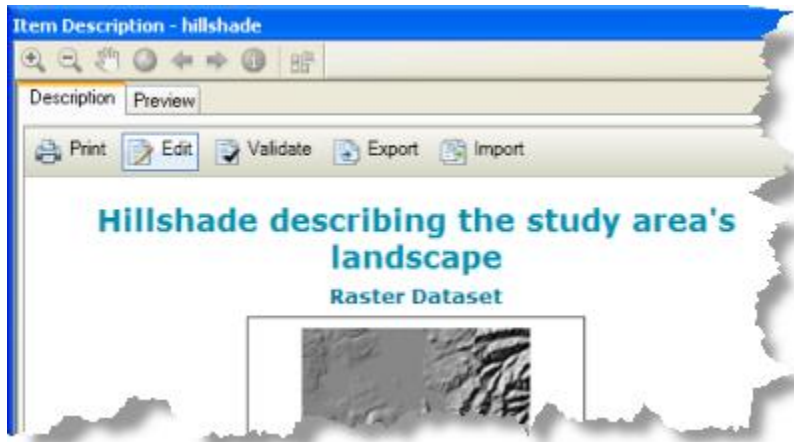 Item Description - hillshade
Description Preview
Print Edit Validate Export Import
Hillshade describing the study area's
landscape
Raster Dataset